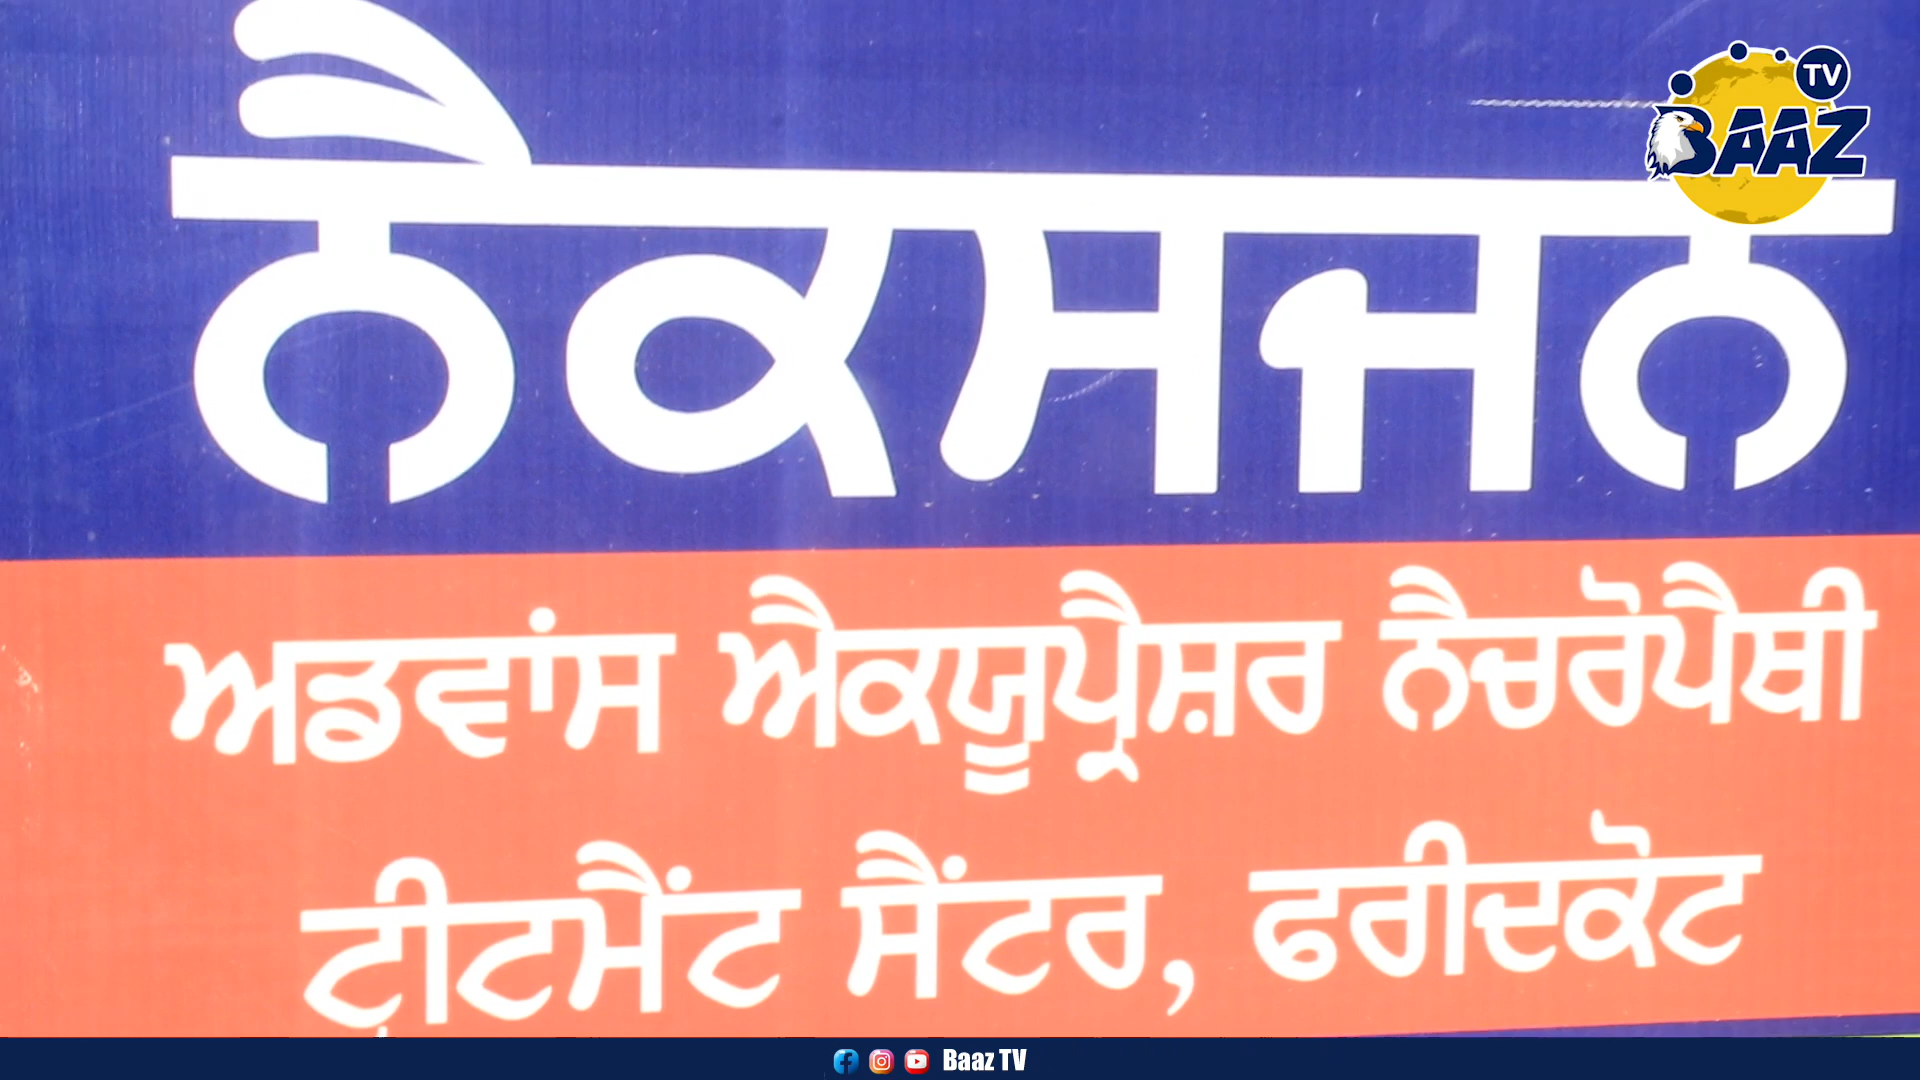 TV
BAAZ
ਨੈਕਸਜਨ
ਅਡਵਾਂਸ ਐਕਯੂਪ੍ਰੈਸ਼ਰ ਨੈਚਰੋਪੈਥੀ
ਟ੍ਰੀਟਮੈਂਟ ਸੈਂਟਰ, ਫਰੀਦਕੋਟ
Baaz TV